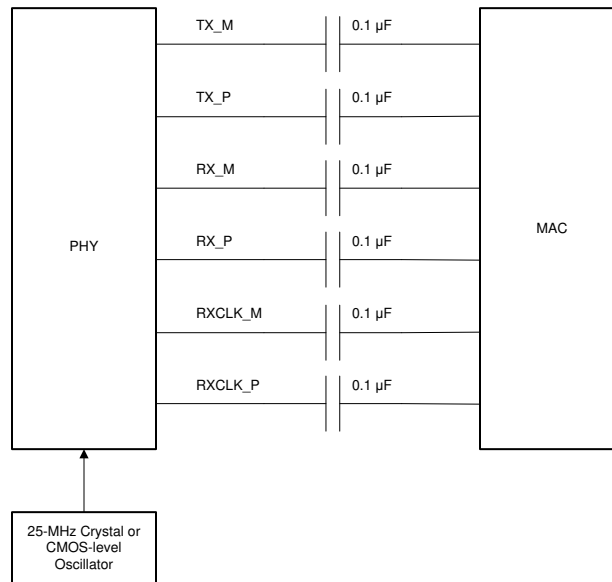 TX_M 0.1 µF
TX_P 0.1 µF
RX_M 0.1 µF
PHY
RX_P 0.1 µF
MAC
RXCLK_M 0.1 µF
RXCLK_P 0.1 µF
25-MHz Crystal or
CMOS-level
Oscillator